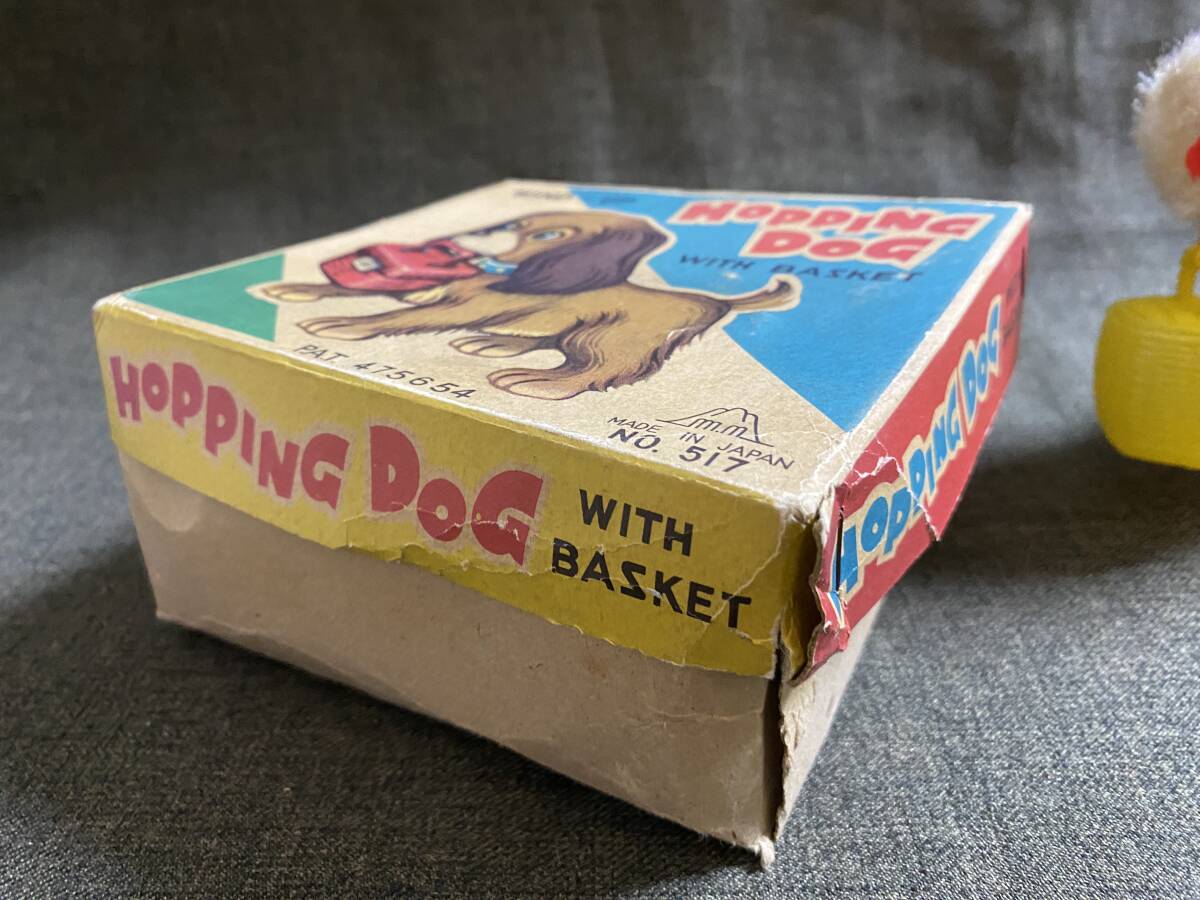 HOPPING
DOG
WITH BASKET
PAT. 475654
m.m
MADE IN JAPAN
NO. 517
HOPPING DOG
WITH
BASKET
HOPPING DOG